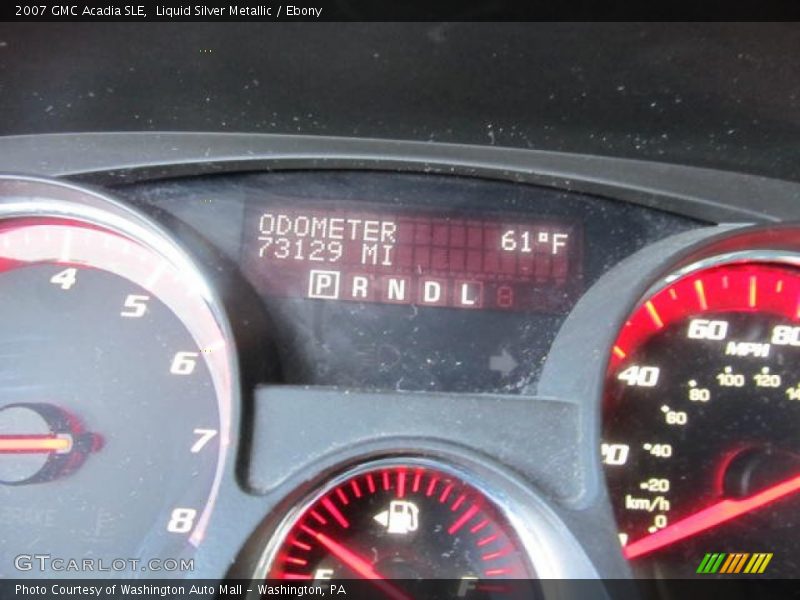 2007 GMC Acadia SLE,  Liquid Silver Metallic / Ebony
ODOMETER
73129 MI
61°F
P R N D L
4
5
6
7
8
E
F
40
60
80
MPH
0
20
40
60
80
100
120
km/h
GTCARLOT.COM
Photo Courtesy of Washington Auto Mall - Washington, PA